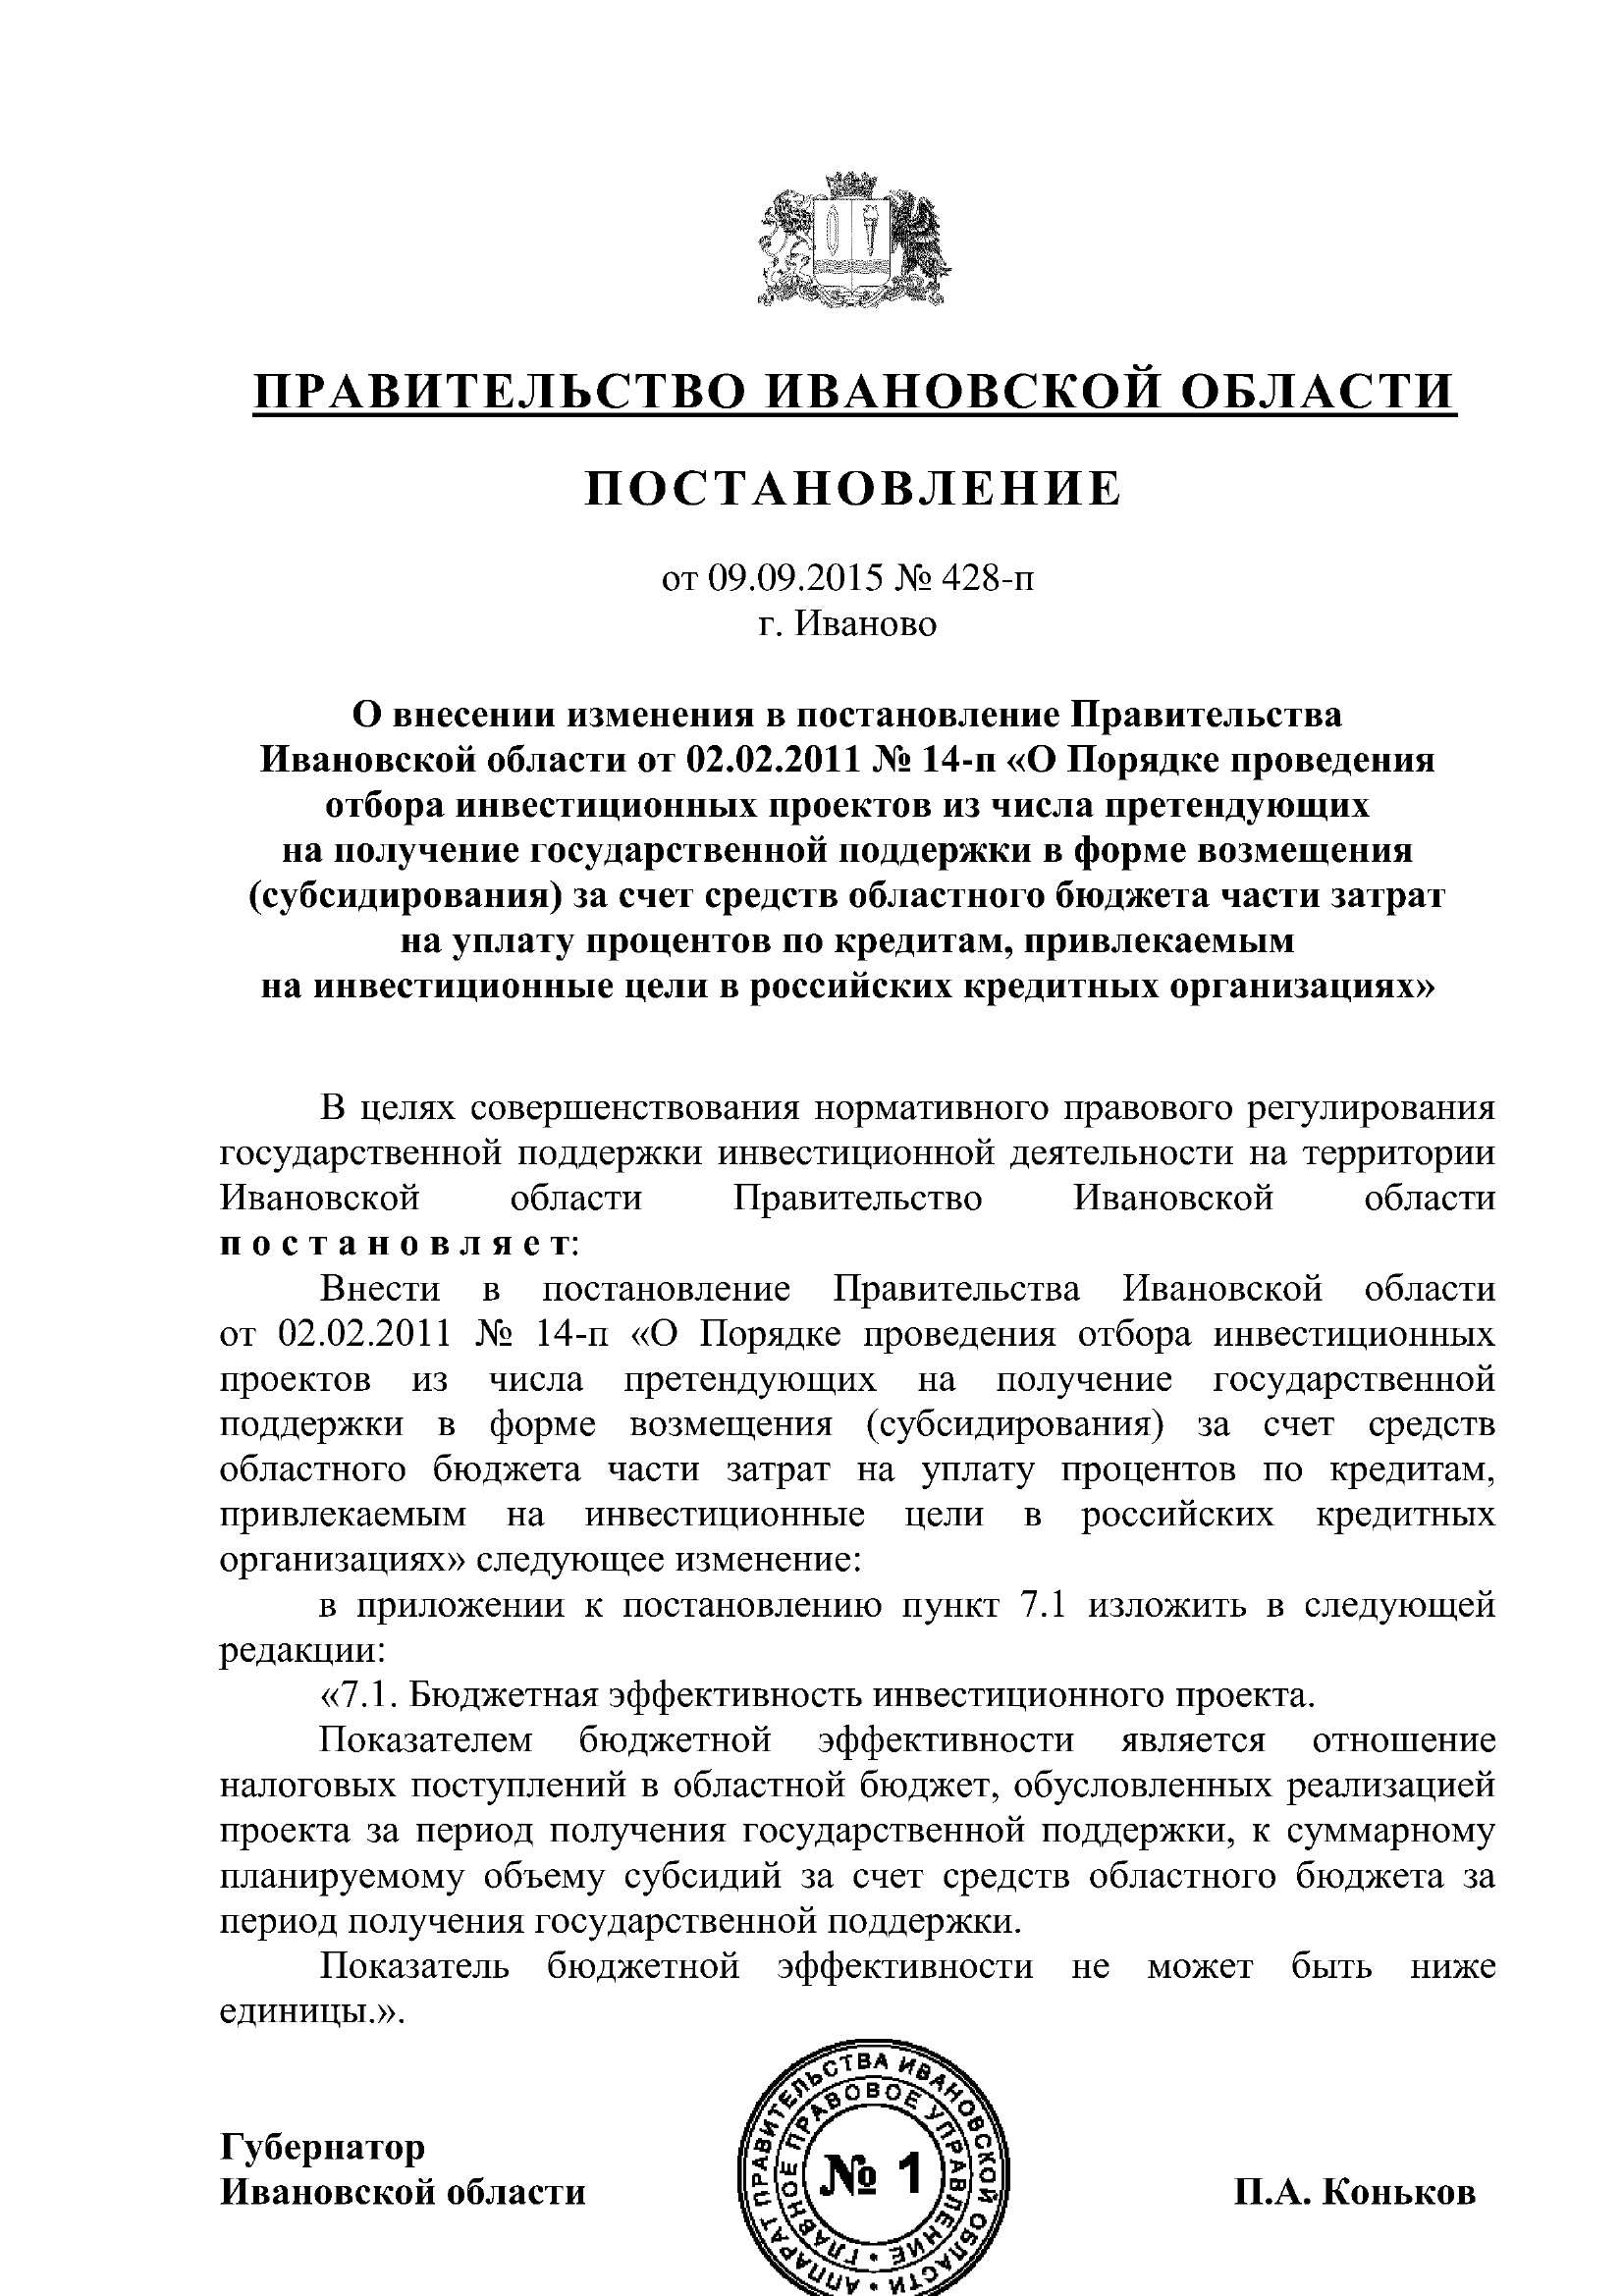 ПРАВИТЕЛЬСТВО ИВАНОВСКОЙ ОБЛАСТИ
ПОСТАНОВЛЕНИЕ
от 09.09.2015 № 428-п
г. Иваново
О внесении изменения в постановление Правительства
Ивановской области от 02.02.2011 № 14-п «О Порядке проведения
отбора инвестиционных проектов из числа претендующих
на получение государственной поддержки в форме возмещения
(субсидирования) за счет средств областного бюджета части затрат
на уплату процентов по кредитам, привлекаемым
на инвестиционные цели в российских кредитных организациях»
В целях совершенствования нормативного правового регулирования
государственной поддержки инвестиционной деятельности на территории
Ивановской области Правительство Ивановской области
п о с т а н о в л я е т:
Внести в постановление Правительства Ивановской области
от 02.02.2011 № 14-п «О Порядке проведения отбора инвестиционных
проектов из числа претендующих на получение государственной
поддержки в форме возмещения (субсидирования) за счет средств
областного бюджета части затрат на уплату процентов по кредитам,
привлекаемым на инвестиционные цели в российских кредитных
организациях» следующее изменение:
в приложении к постановлению пункт 7.1 изложить в следующей
редакции:
«7.1. Бюджетная эффективность инвестиционного проекта.
Показателем бюджетной эффективности является отношение
налоговых поступлений в областной бюджет, обусловленных реализацией
проекта за период получения государственной поддержки, к суммарному
планируемому объему субсидий за счет средств областного бюджета за
период получения государственной поддержки.
Показатель бюджетной эффективности не может быть ниже
единицы.».
Губернатор
Ивановской области
П.А. Коньков
АППАРАТ ПРАВИТЕЛЬСТВА ИВАНОВСКОЙ ОБЛАСТИ •
ГЛАВНОЕ ПРАВОВОЕ УПРАВЛЕНИЕ •
№ 1